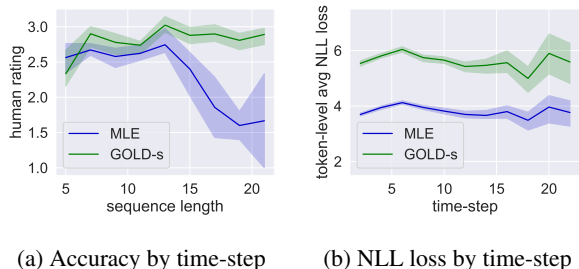 human rating
3.0
2.5
2.0
1.5
1.0
MLE
GOLD-s
5
10
15
20
sequence length
token-level avg NLL loss
6
4
2
MLE
GOLD-s
5
10
15
20
time-step
(a) Accuracy by time-step
(b) NLL loss by time-step